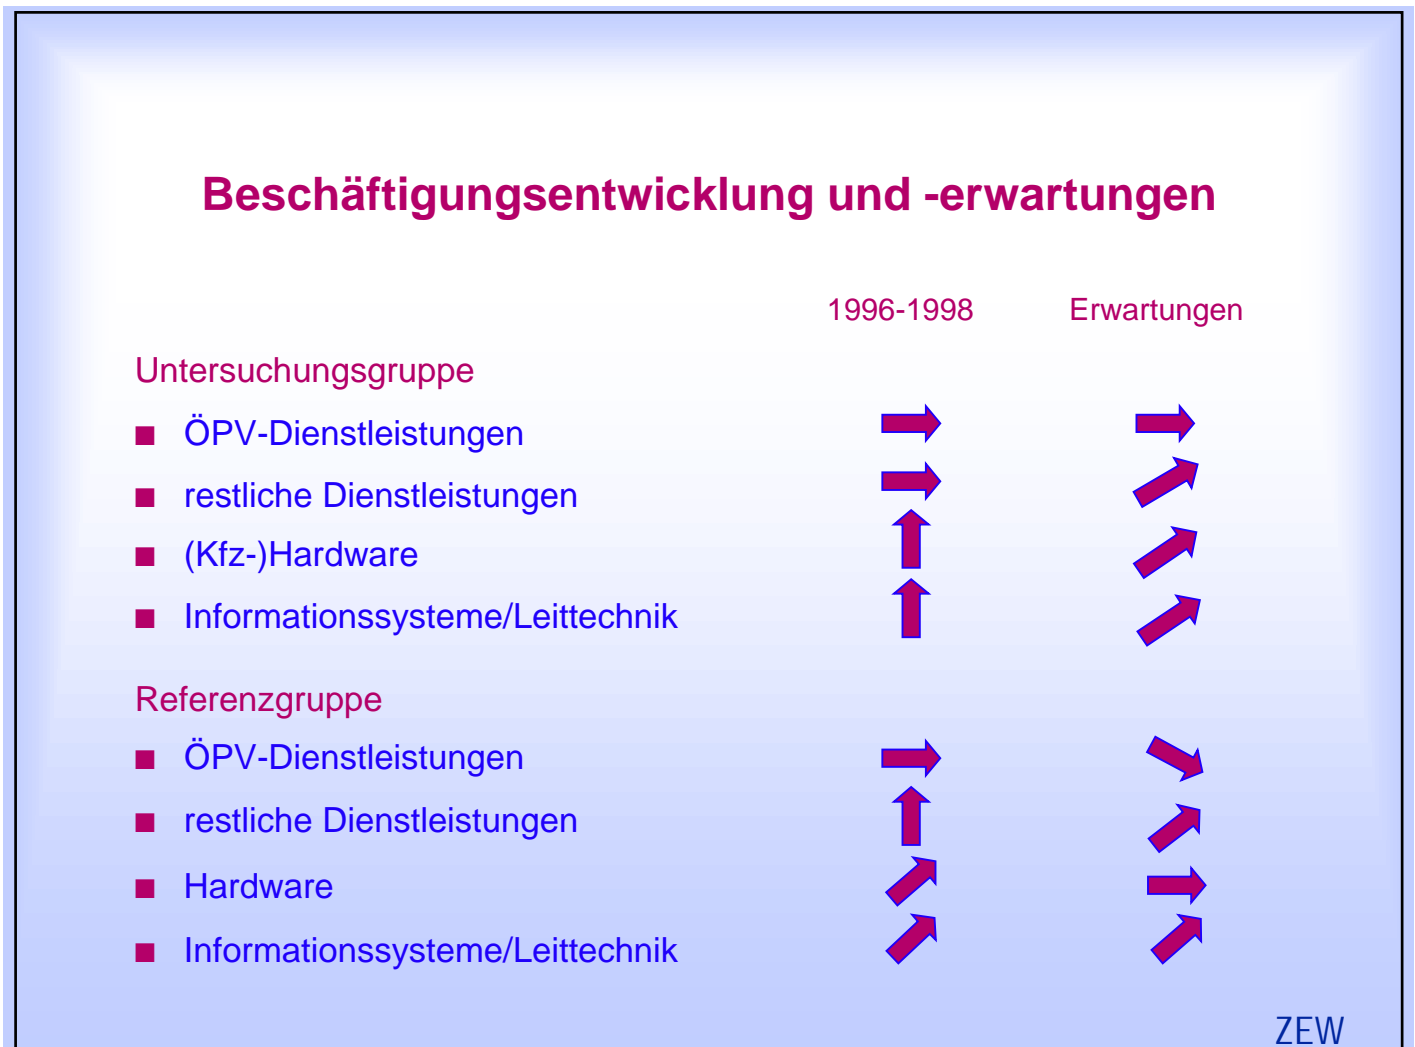 Beschäftigungsentwicklung und -erwartungen
1996-1998 Erwartungen
Untersuchungsgruppe
ÖPV-Dienstleistungen
restliche Dienstleistungen
(Kfz-)Hardware
Informationssysteme/Leittechnik
Referenzgruppe
ÖPV-Dienstleistungen
restliche Dienstleistungen
Hardware
Informationssysteme/Leittechnik
ZEW